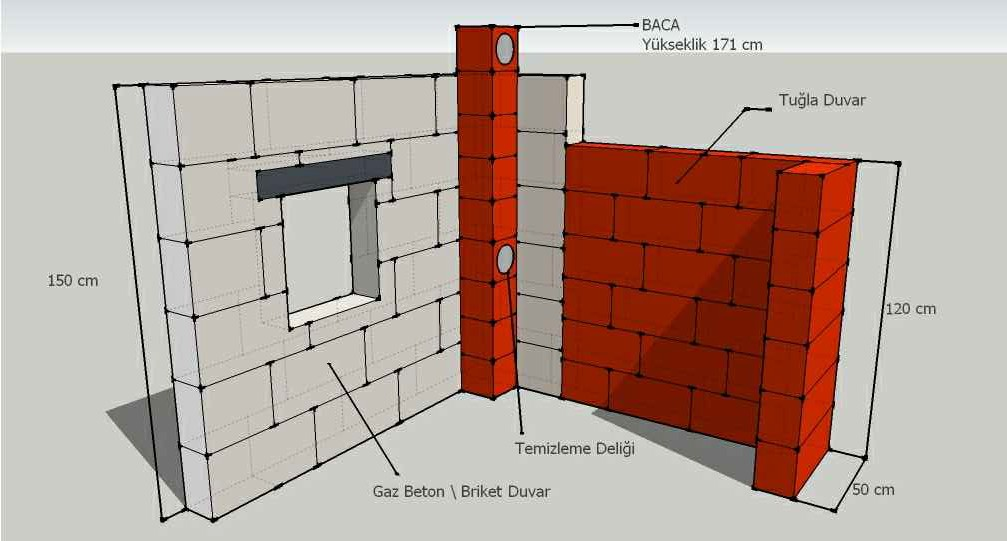 BACA
Yükseklik 171 cm
Tuğla Duvar
150 cm
120 cm
Temizleme Deliği
Gaz Beton \ Briket Duvar
50 cm